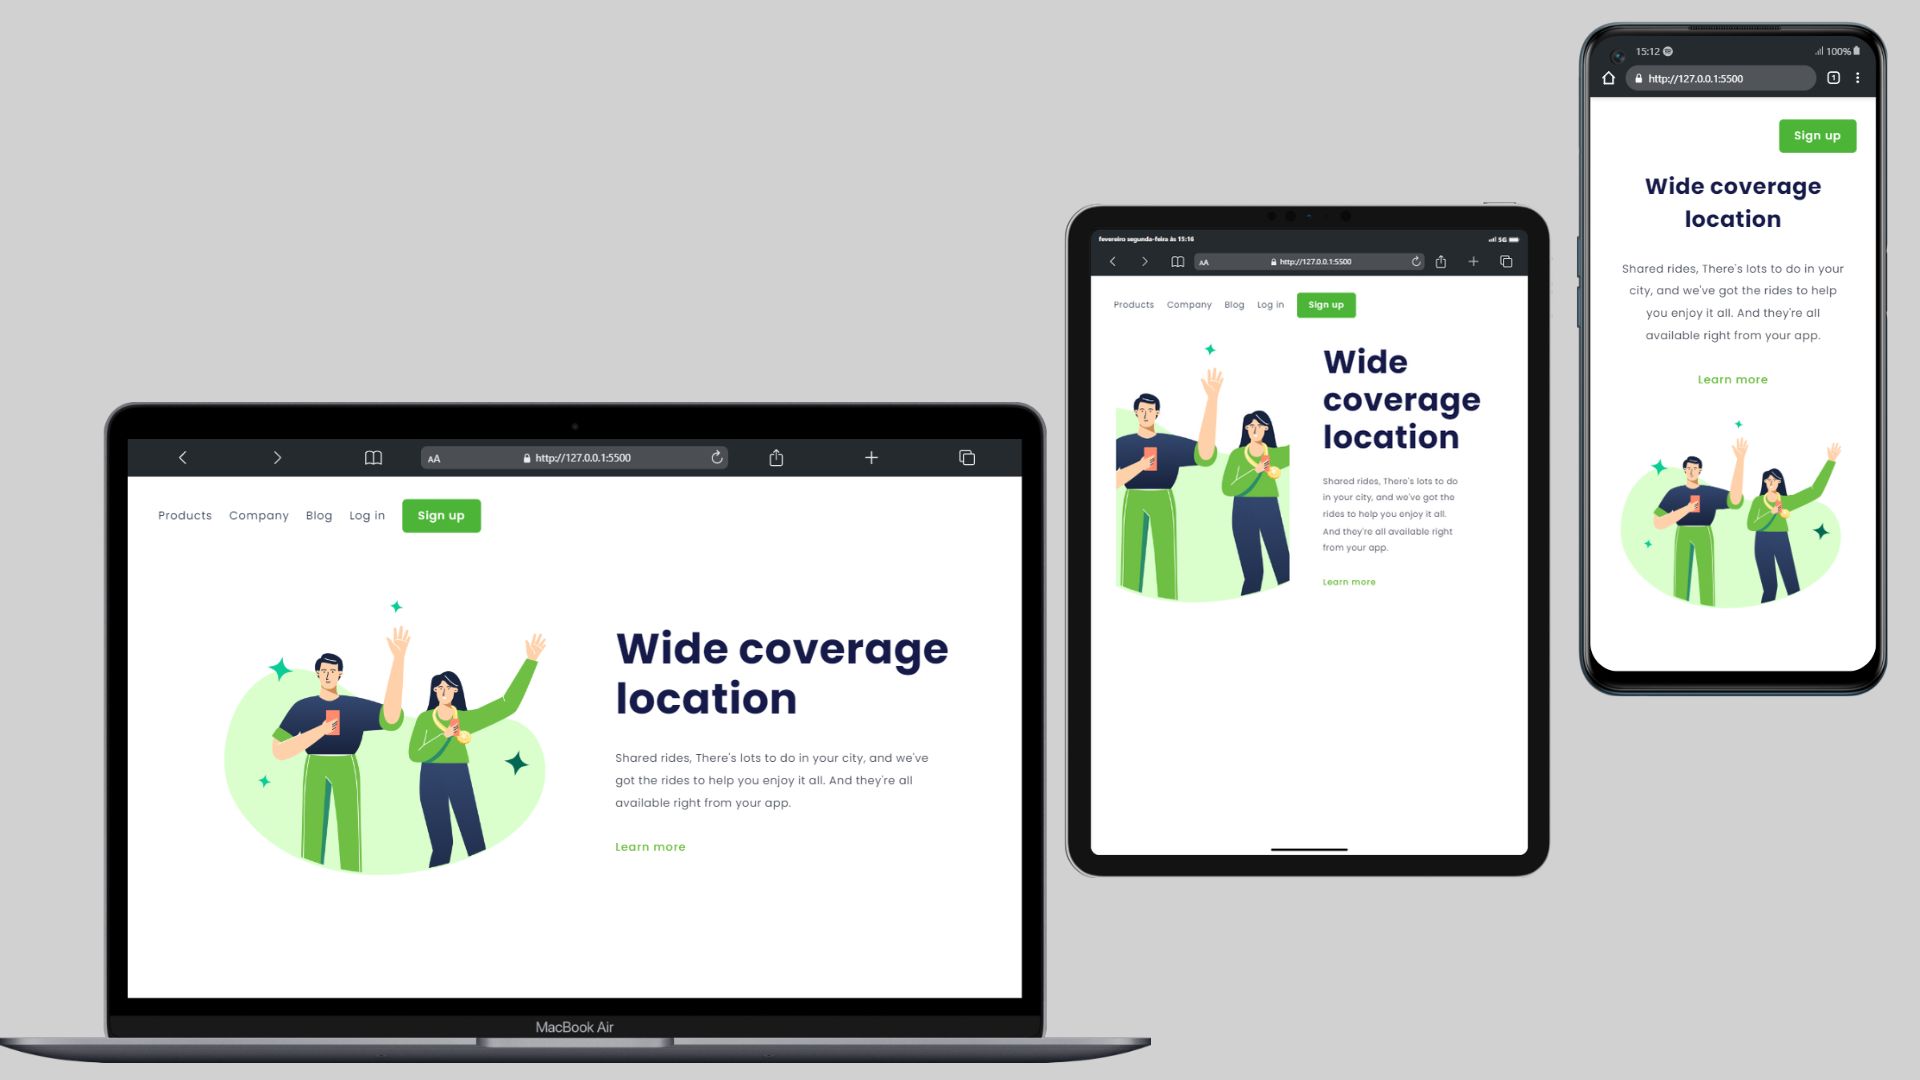 AA
http://127.0.0.1:5500
Products Company Blog Log in Sign up
Wide coverage
location
Shared rides, There's lots to do in your city, and we've
got the rides to help you enjoy it all. And they're all
available right from your app.
Learn more
MacBook Air
fevereiro segunda-feira às 15:16
5G
AA
http://127.0.0.1:5500
Products Company Blog Log in Sign up
Wide
coverage
location
Shared rides, There's lots to do
in your city, and we've got the
rides to help you enjoy it all.
And they're all available right
from your app.
Learn more
15:12
100%
http://127.0.0.1:5500
1
Sign up
Wide coverage
location
Shared rides, There's lots to do in your
city, and we've got the rides to help
you enjoy it all. And they're all
available right from your app.
Learn more